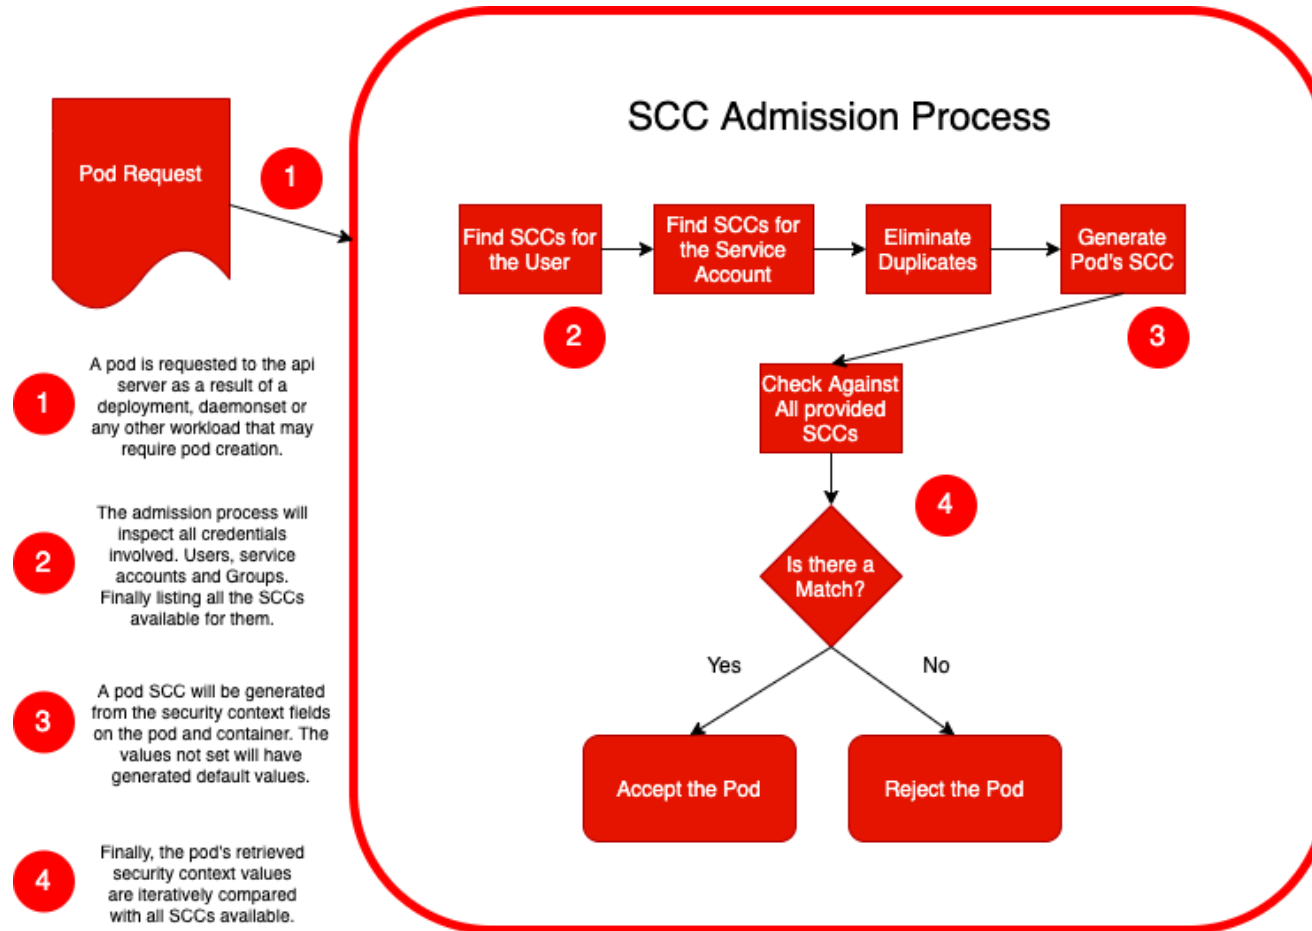 SCC Admission Process
Pod Request
1
Find SCCs for
the User
Find SCCs for
the Service
Account
Eliminate
Duplicates
Generate
Pod's SCC
2
3
Check Against
All provided
SCCs
4
Is there a
Match?
Yes
No
Accept the Pod
Reject the Pod
1
A pod is requested to the api
server as a result of a
deployment, daemonset or
any other workload that may
require pod creation.
2
The admission process will
inspect all credentials
involved. Users, service
accounts and Groups.
Finally listing all the SCCs
available for them.
3
A pod SCC will be generated
from the security context fields
on the pod and container. The
values not set will have
generated default values.
4
Finally, the pod's retrieved
security context values
are iteratively compared
with all SCCs available.